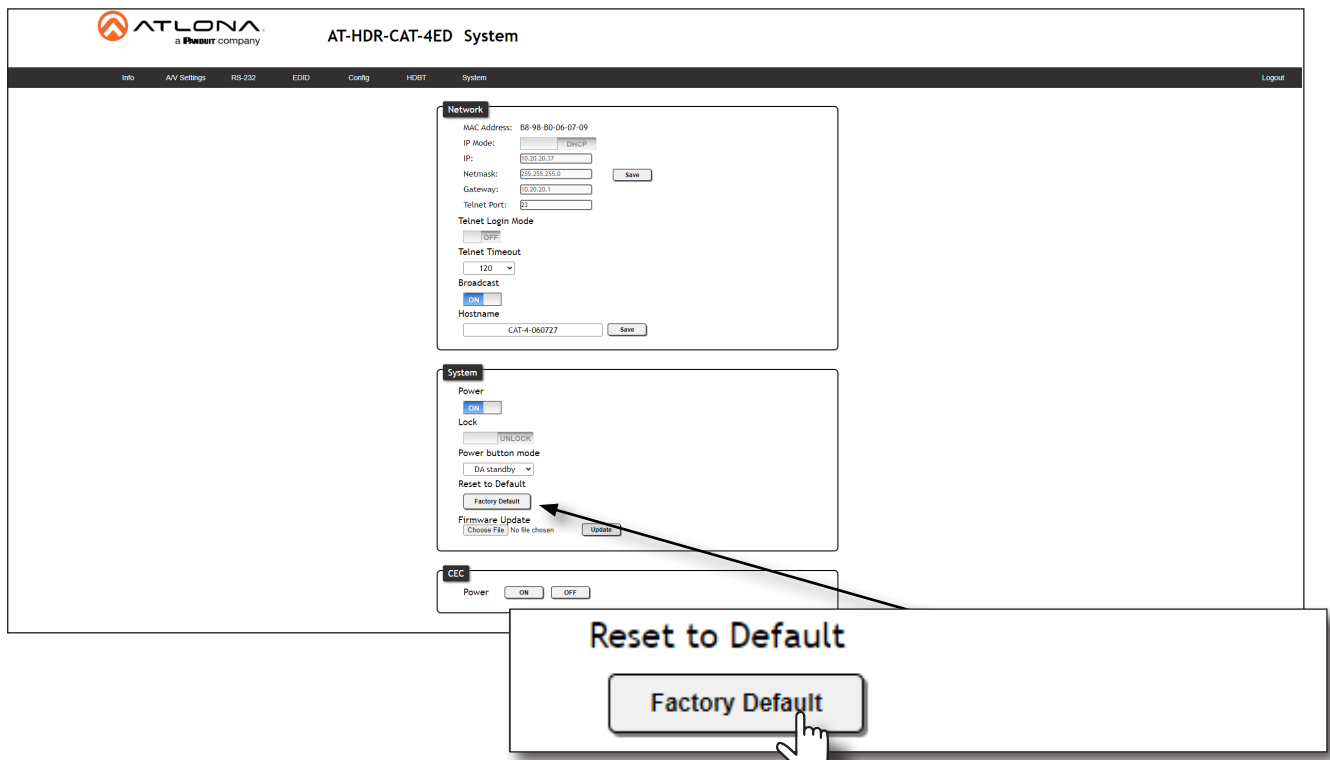 ATLONA.
a PANDUIT company
AT-HDR-CAT-4ED System
Info A/V Settings RS-232 EDID Config HDBT System Logout
Network
MAC Address: B8-98-B0-06-07-09
IP Mode: DHCP
IP: 10.20.20.37
Netmask: 255.255.255.0 Save
Gateway: 10.20.20.1
Telnet Port: 23
Telnet Login Mode
OFF
Telnet Timeout
120
Broadcast
ON
Hostname
CAT-4-060727 Save
System
Power
ON
Lock
UNLOCK
Power button mode
DA standby
Reset to Default
Factory Default
Firmware Update
Choose File No file chosen Update
CEC
Power ON OFF
Reset to Default
Factory Default